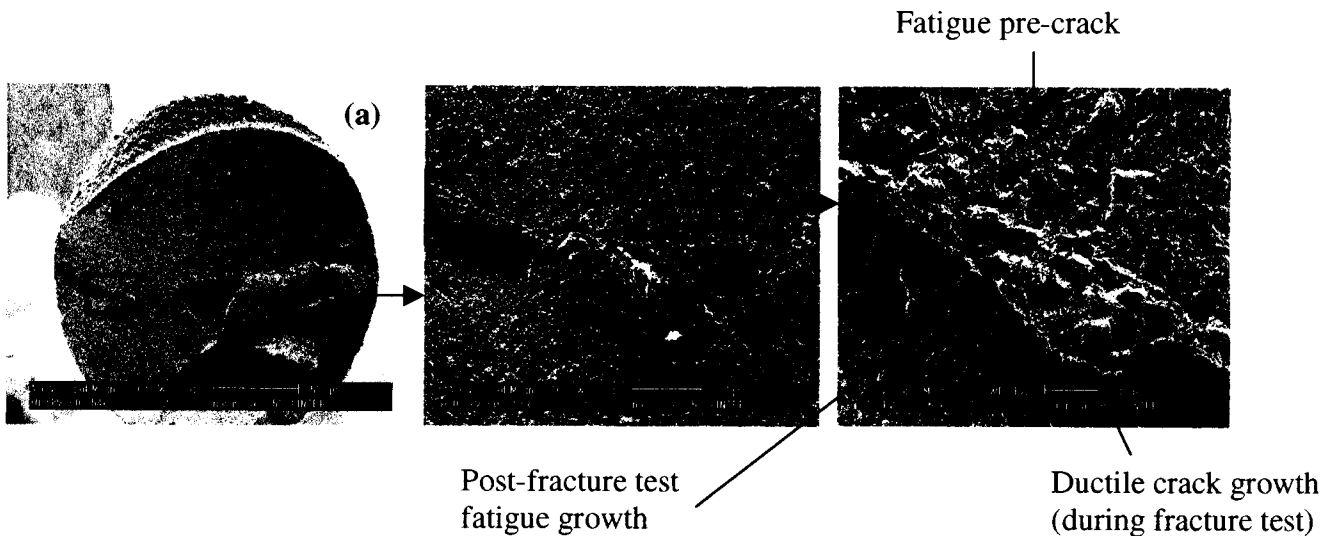 Fatigue pre-crack
(a)
Post-fracture test
fatigue growth
Ductile crack growth
(during fracture test)